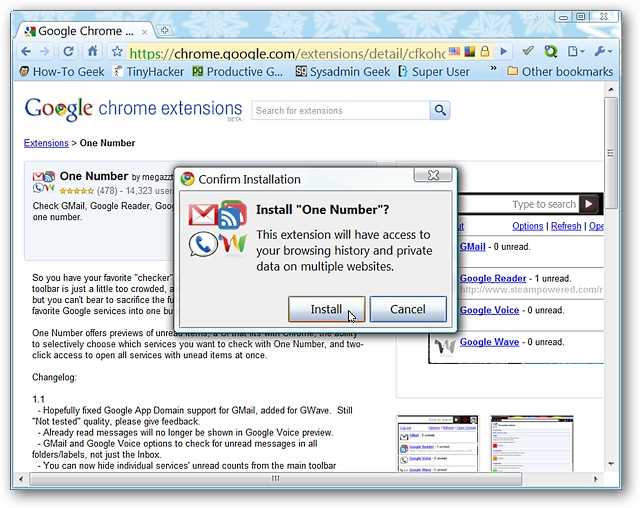 Google Chrome ...
https://chrome.google.com/extensions/detail/cfkohc
How-To Geek
TinyHacker
Productive G...
Sysadmin Geek
Super User
»
Other bookmarks
Google chrome extensions
BETA
Search for extensions
Extensions > One Number
One Number by megazz
(478) - 14,323 user
Check GMail, Google Reader, Goog
one number.
Confirm Installation
Install "One Number"?
This extension will have access to
your browsing history and private
data on multiple websites.
Install
Cancel
Type to search
Options | Refresh | Ope
GMail - 0 unread.
Google Reader - 1 unread.
http://www.steampowered.com/r
Google Voice - 0 unread.
Google Wave - 0 unread.
So you have your favorite "checker"
toolbar is just a little too crowded, a
but you can't bear to sacrifice the fu
favorite Google services into one bu
One Number offers previews of unread items, a UI that fits with Chrome, the ability
to selectively choose which services you want to check with One Number, and two-
click access to open all services with unead items at once.
Changelog:
1.1
- Hopefully fixed Google App Domain support for GMail, added for GWave. Still
"Not tested" quality, please give feedback.
- Already read messages will no longer be shown in Google Voice preview.
- GMail and Google Voice options to check for unread messages in all
folders/labels, not just the Inbox.
- You can now hide individual services' unread counts from the main toolbar